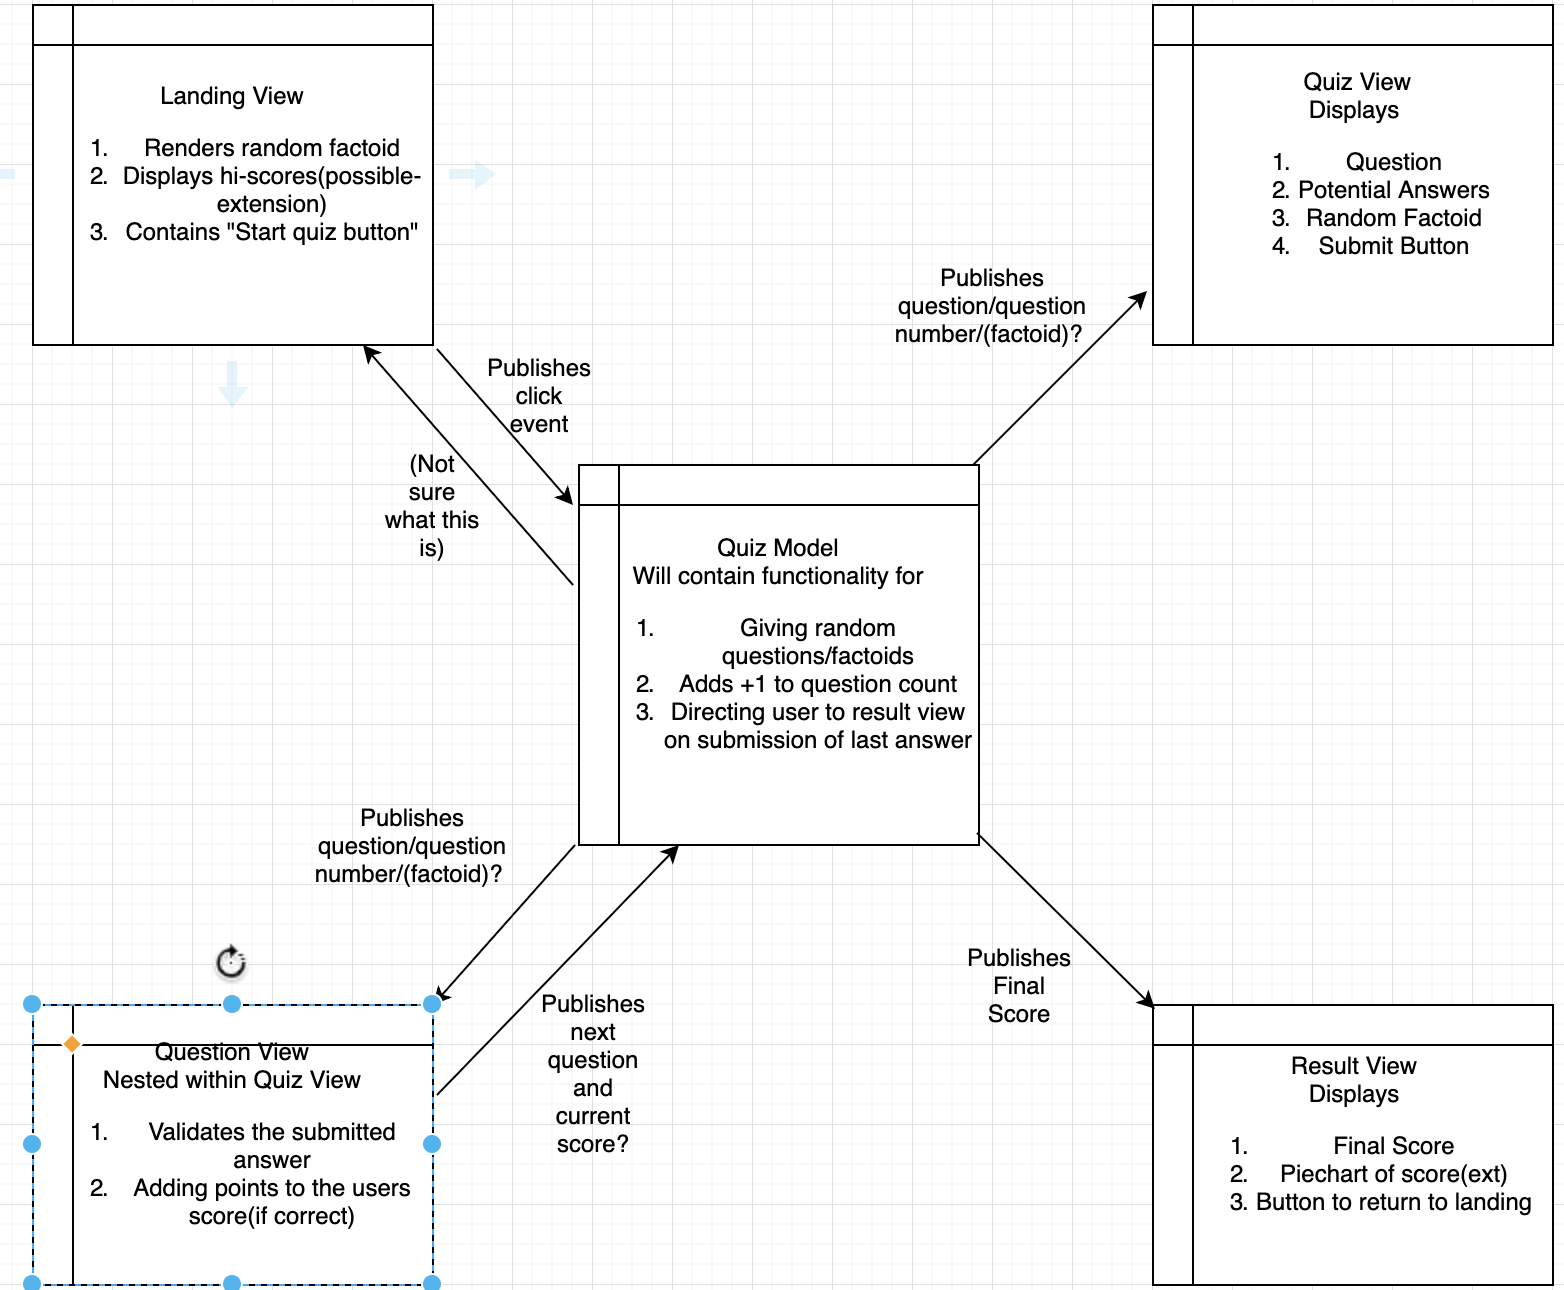 Landing View
1. Renders random factoid
2. Displays hi-scores(possible-
extension)
3. Contains "Start quiz button"
Quiz View
Displays
1. Question
2. Potential Answers
3. Random Factoid
4. Submit Button
Publishes
question/question
number/(factoid)?
Publishes
click
event
(Not
sure
what this
is)
Quiz Model
Will contain functionality for
1. Giving random
questions/factoids
2. Adds +1 to question count
3. Directing user to result view
on submission of last answer
Publishes
question/question
number/(factoid)?
Publishes
next
question
and
current
score?
Publishes
Final
Score
Question View
Nested within Quiz View
1. Validates the submitted
answer
2. Adding points to the users
score(if correct)
Result View
Displays
1. Final Score
2. Piechart of score(ext)
3. Button to return to landing